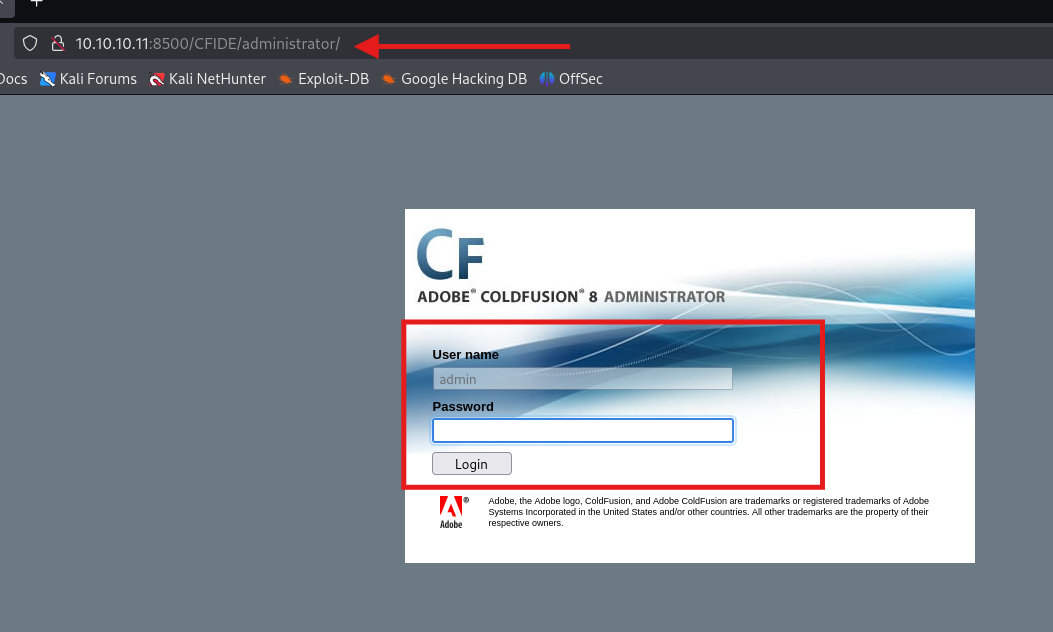 10.10.10.11:8500/CFIDE/administrator/
Docs Kali Forums Kali NetHunter Exploit-DB Google Hacking DB OffSec
CF
ADOBE® COLDFUSION® 8 ADMINISTRATOR
User name
admin
Password
Login
Adobe, the Adobe logo, ColdFusion, and Adobe ColdFusion are trademarks or registered trademarks of Adobe
Systems Incorporated in the United States and/or other countries. All other trademarks are the property of their
respective owners.
®
Adobe